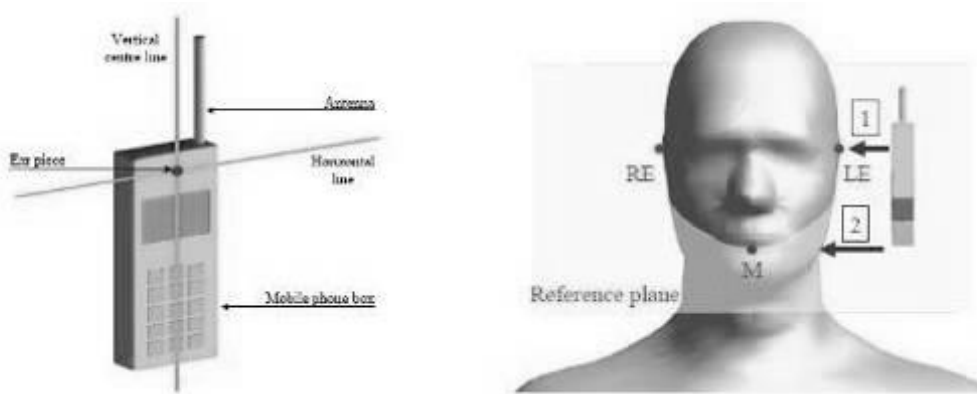 Vertical
centre line
Antenna
Ear piece
Horizontal
line
Mobile phone box
1
RE
LE
2
M
Reference plane